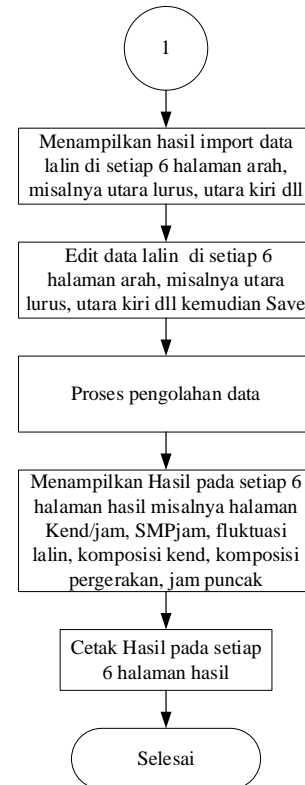 1
Menampilkan hasil import data
lalin di setiap 6 halaman arah,
misalnya utara lurus, utara kiri dll
Edit data lalin di setiap 6
halaman arah, misalnya utara
lurus, utara kiri dll kemudian Save
Proses pengolahan data
Menampilkan Hasil pada setiap 6
halaman hasil misalnya halaman
Kend/jam, SMPjam, fluktuasi
lalin, komposisi kend, komposisi
pergerakan, jam puncak
Cetak Hasil pada setiap
6 halaman hasil
Selesai